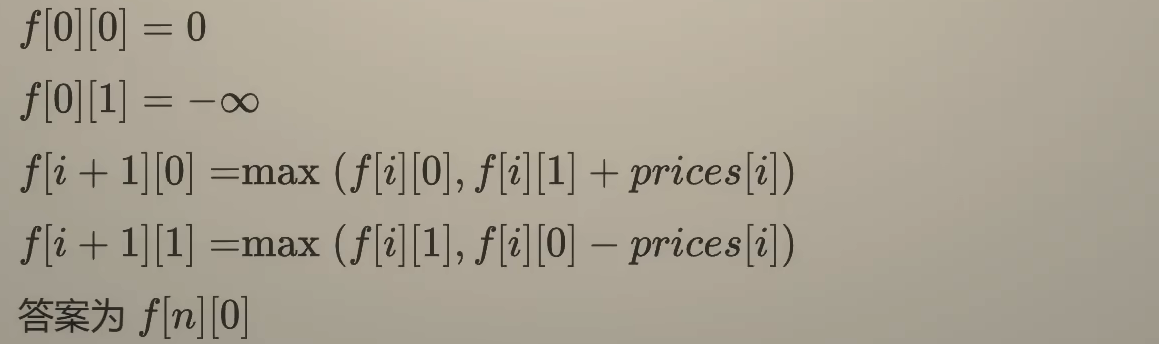 f[0][0] = 0
f[0][1] = −∞
f[i + 1][0] =max (f[i][0], f[i][1] + prices[i])
f[i + 1][1] =max (f[i][1], f[i][0] − prices[i])
答案为 f[n][0]